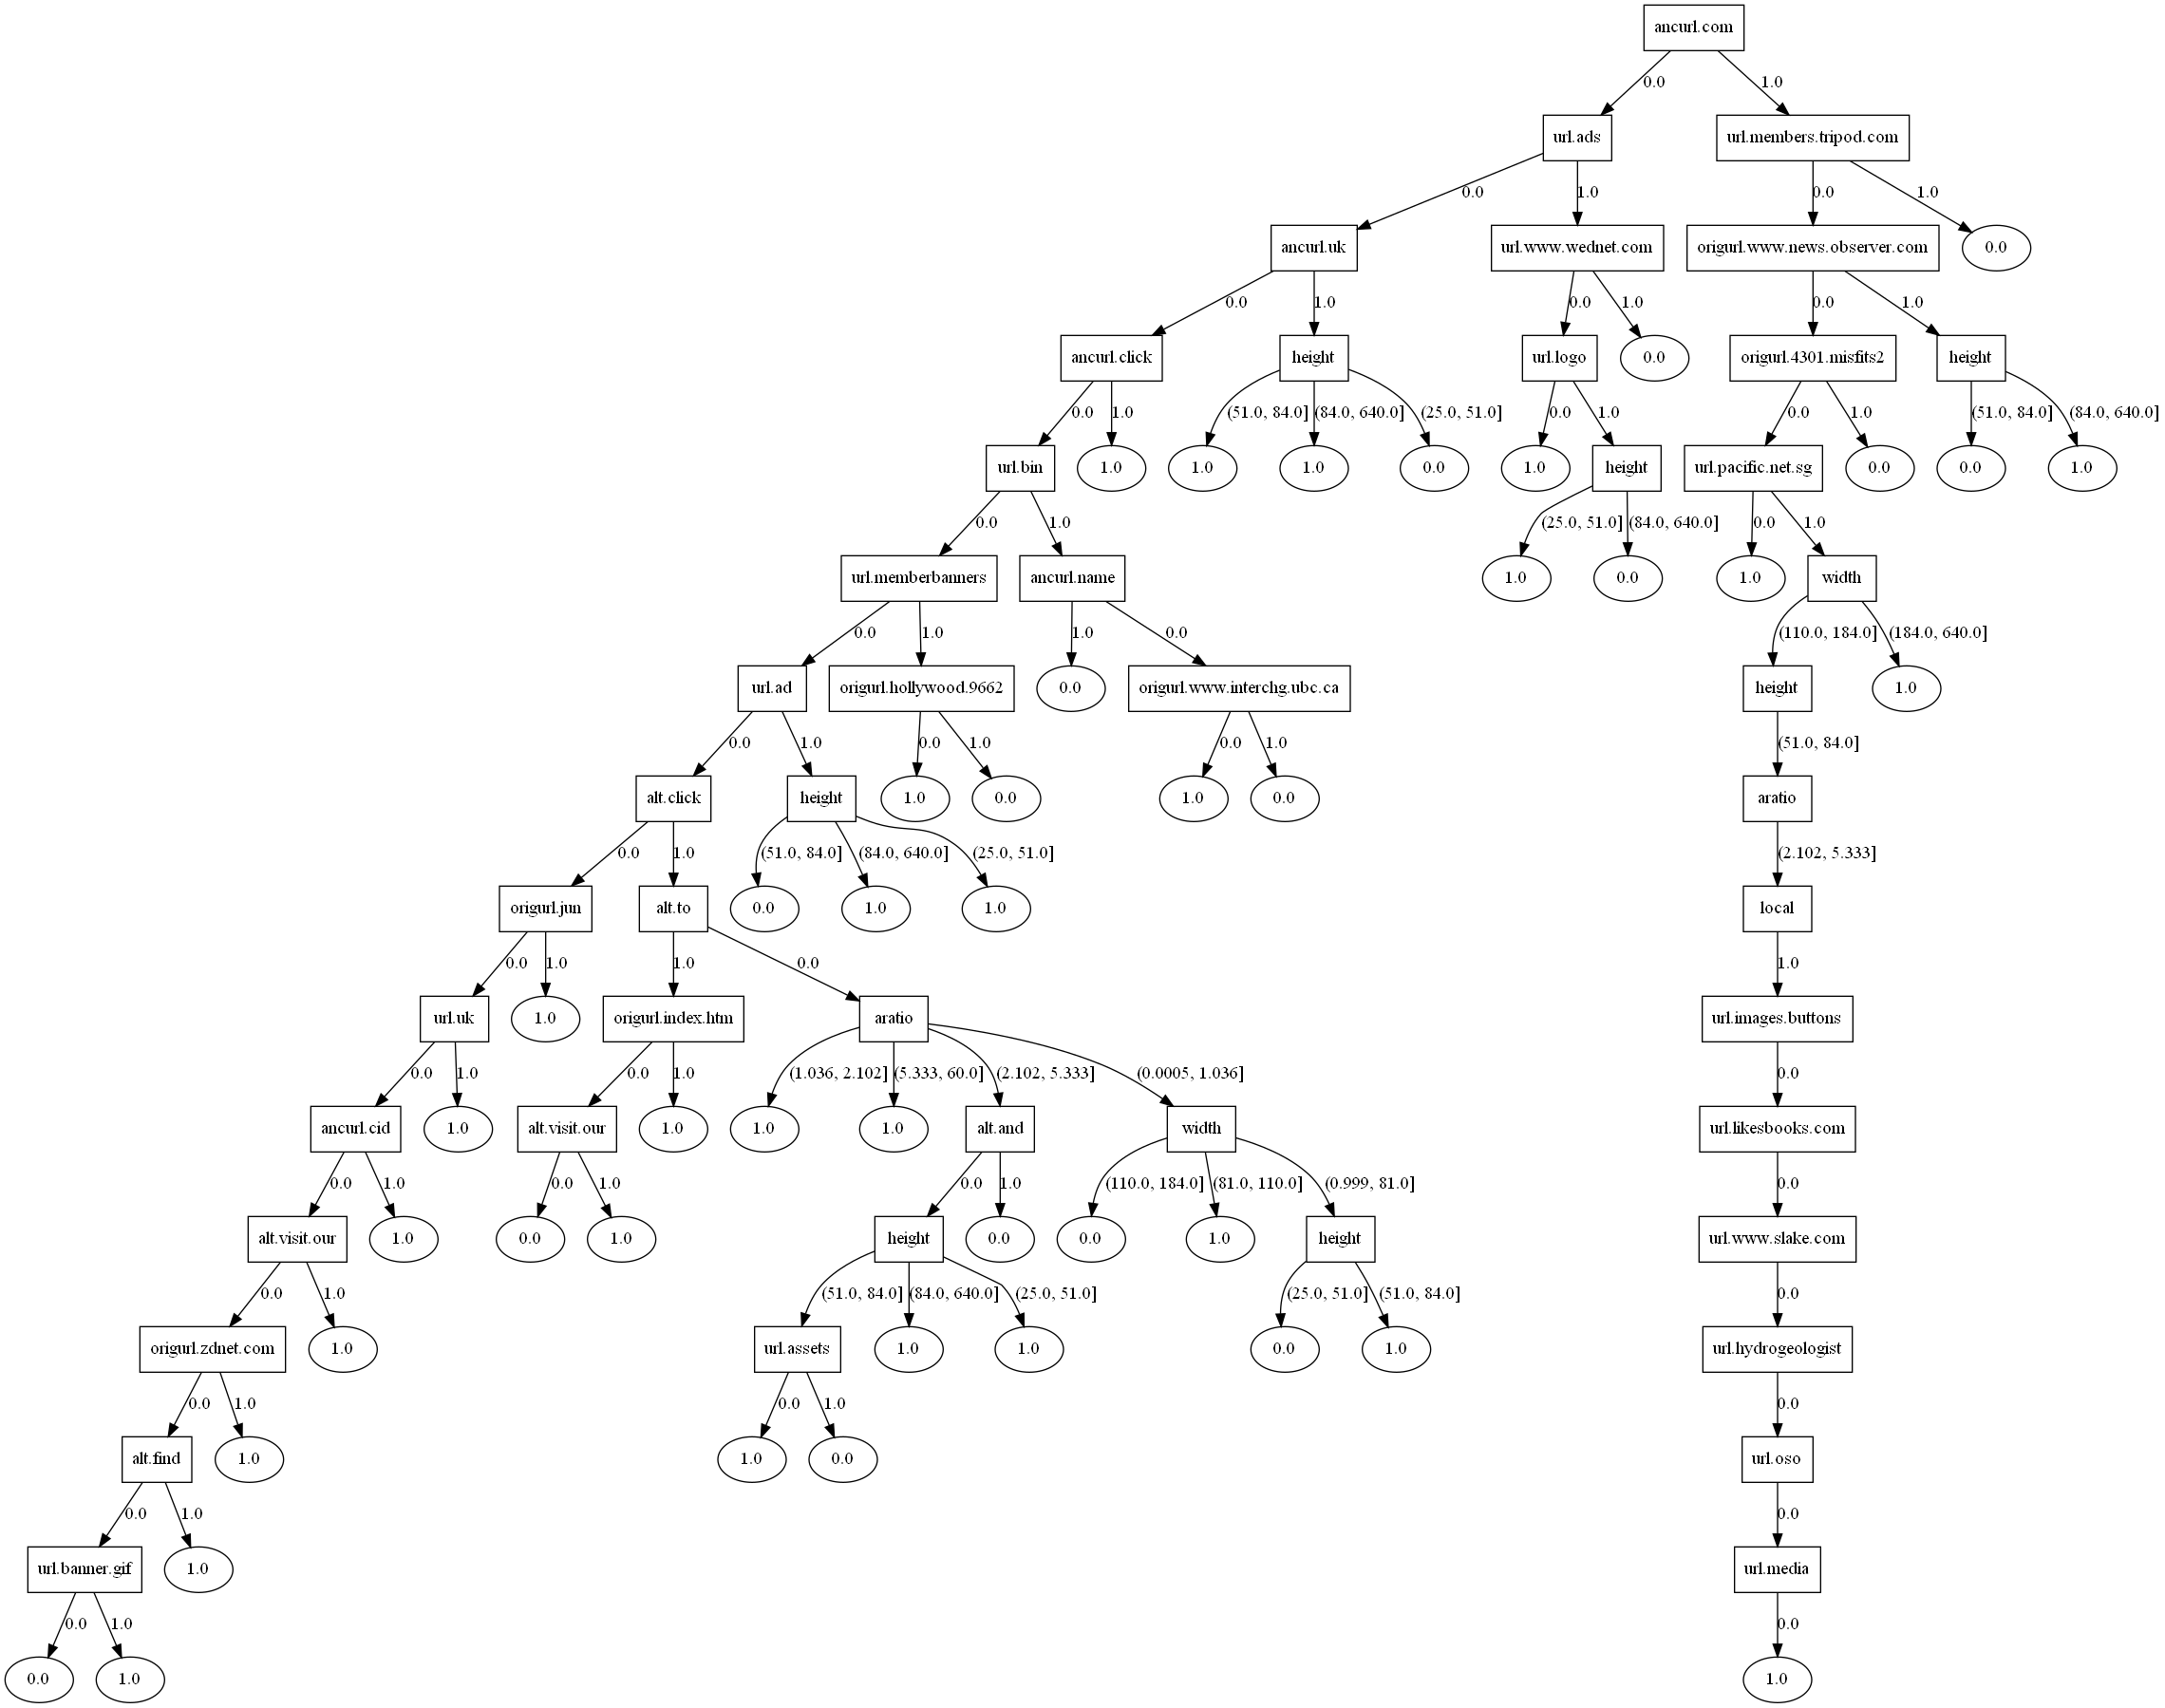 ancurl.com
0.0 1.0
url.ads url.members.tripod.com
0.0 1.0 0.0 1.0
ancurl.uk url.www.wednet.com origurl.www.news.observer.com 0.0
0.0 1.0 0.0 1.0 0.0 1.0
ancurl.click height url.logo 0.0 origurl.4301.misfits2 height
0.0 1.0 (51.0, 84.0] (84.0, 640.0] (25.0, 51.0] 0.0 1.0 0.0 1.0 (51.0, 84.0] (84.0, 640.0]
url.bin 1.0 1.0 1.0 0.0 1.0 height url.pacific.net.sg 0.0 0.0 1.0
0.0 1.0 (25.0, 51.0] (84.0, 640.0] 0.0 1.0
url.memberbanners ancurl.name 1.0 0.0 1.0 width
0.0 1.0 1.0 0.0 (110.0, 184.0] (184.0, 640.0]
url.ad origurl.hollywood.9662 0.0 origurl.www.interchg.ubc.ca height 1.0
0.0 1.0 0.0 1.0 0.0 1.0 (51.0, 84.0]
alt.click height 1.0 0.0 1.0 0.0 aratio
0.0 1.0 (51.0, 84.0] (84.0, 640.0] (25.0, 51.0] (2.102, 5.333]
origurl.jun alt.to 0.0 1.0 1.0 local
0.0 1.0 1.0 0.0 1.0
url.uk 1.0 origurl.index.htm aratio url.images.buttons
0.0 1.0 0.0 1.0 (1.036, 2.102] (5.333, 60.0] (2.102, 5.333] (0.0005, 1.036] 0.0
ancurl.cid 1.0 alt.visit.our 1.0 1.0 1.0 alt.and width url.likesbooks.com
0.0 1.0 0.0 1.0 0.0 1.0 (110.0, 184.0] (81.0, 110.0] (0.999, 81.0] 0.0
alt.visit.our 1.0 0.0 1.0 height 0.0 0.0 1.0 height url.www.slake.com
0.0 1.0 (51.0, 84.0] (84.0, 640.0] (25.0, 51.0] (25.0, 51.0] (51.0, 84.0] 0.0
origurl.zdnet.com 1.0 url.assets 1.0 1.0 0.0 1.0 url.hydrogeologist
0.0 1.0 0.0 1.0 0.0
alt.find 1.0 1.0 0.0 url.oso
0.0 1.0 0.0
url.banner.gif 1.0 url.media
0.0 1.0 0.0
0.0 1.0 1.0